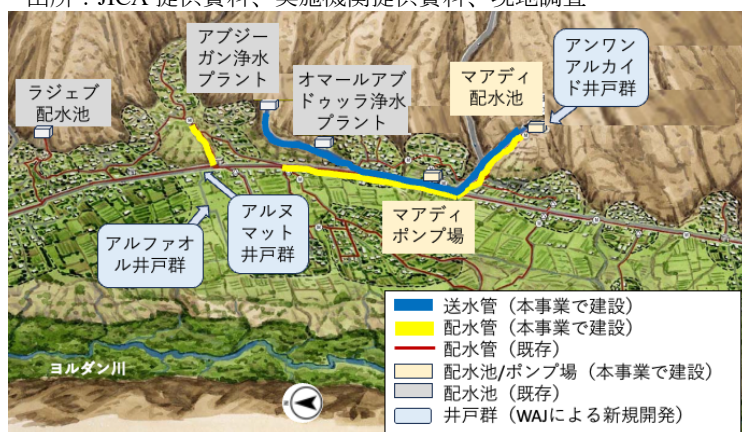 出所：JICA 提供資料、実施機関提供資料、現地調査
アブジー
ガン浄水
プラント
ラジェブ
配水池
オマールアブ
ドゥッラ浄水
プラント
マアディ
配水池
アンワン
アルカイ
ド井戸群
アルファオ
ル井戸群
アルヌ
マット
井戸群
マアディ
ポンプ場
ヨルダン川
送水管（本事業で建設）
配水管（本事業で建設）
配水管（既存）
配水池/ポンプ場（本事業で建設）
配水池（既存）
井戸群（WAJによる新規開発）